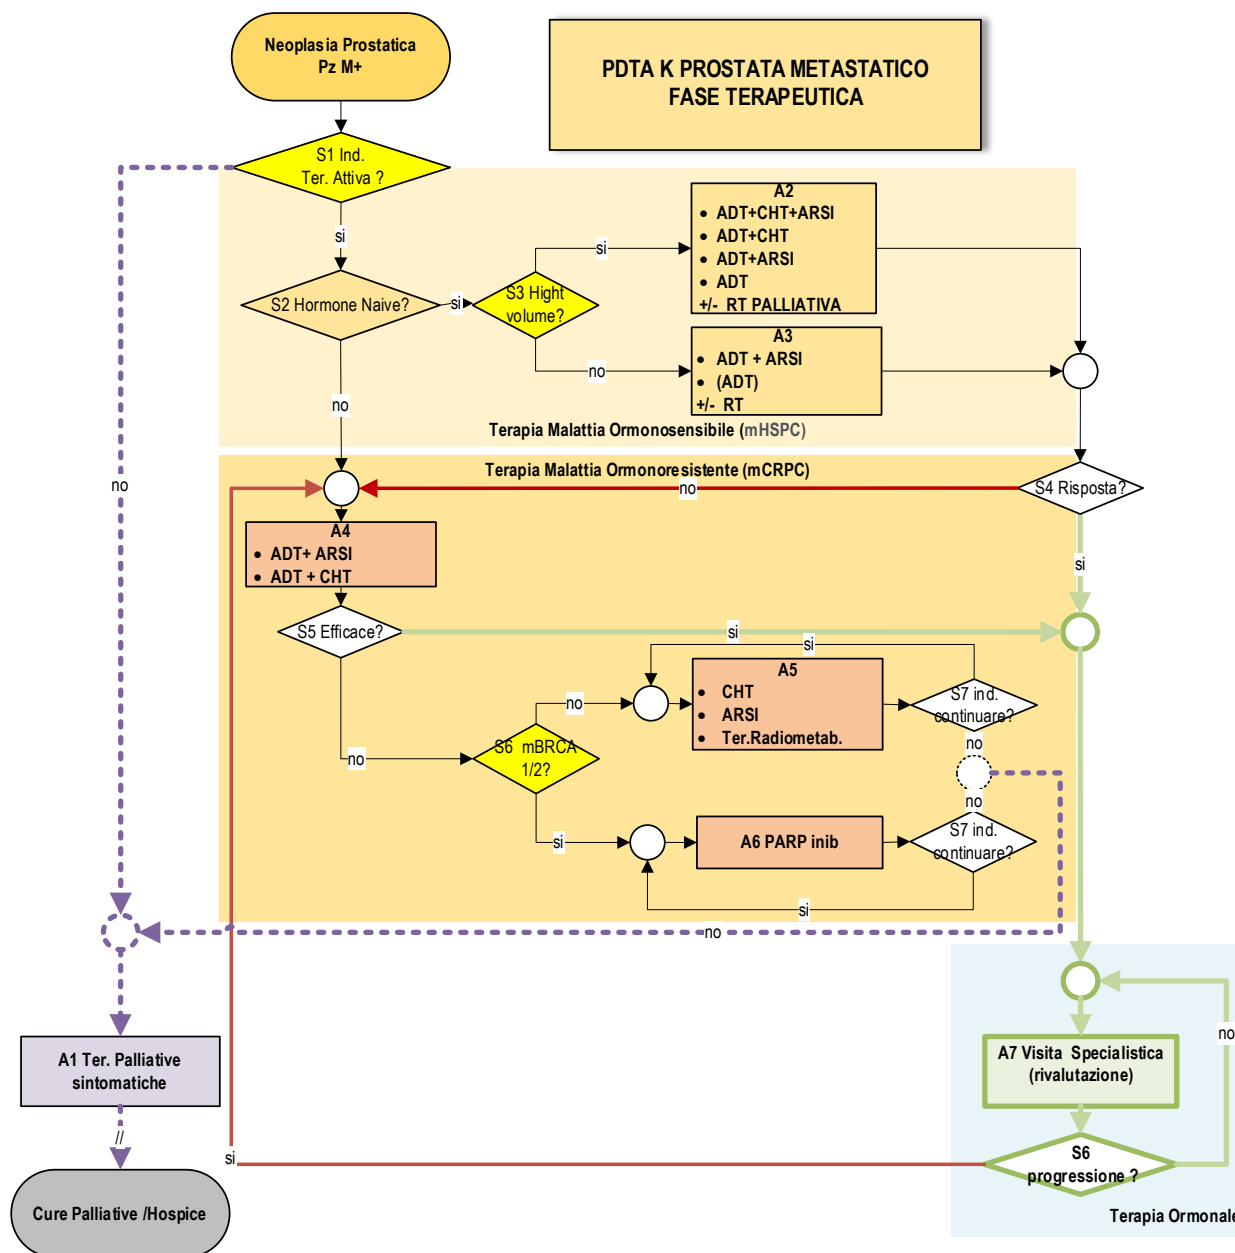 Neoplasia Prostatica
Pz M+
PDTA K PROSTATA METASTATICO
FASE TERAPEUTICA
S1 Ind.
Ter. Attiva ?
si
no
S2 Hormone Naive?
si
S3 Hight
volume?
si
A2
• ADT+CHT+ARSI
• ADT+CHT
• ADT+ARSI
• ADT
+/- RT PALLIATIVA
no
A3
• ADT + ARSI
• (ADT)
+/- RT
no
Terapia Malattia Ormonosensibile (mHSPC)
Terapia Malattia Ormonoresistente (mCRPC)
no
S4 Risposta?
si
A4
• ADT+ ARSI
• ADT + CHT
S5 Efficace?
si
si
no
S6 mBRCA
1/2?
no
A5
• CHT
• ARSI
• Ter.Radiometab.
S7 ind.
continuare?
no
no
si
A6 PARP inib
S7 ind.
continuare?
si
no
A1 Ter. Palliative
sintomatiche
//
Cure Palliative /Hospice
A7 Visita Specialistica
(rivalutazione)
no
si
S6
progressione ?
Terapia Ormonale